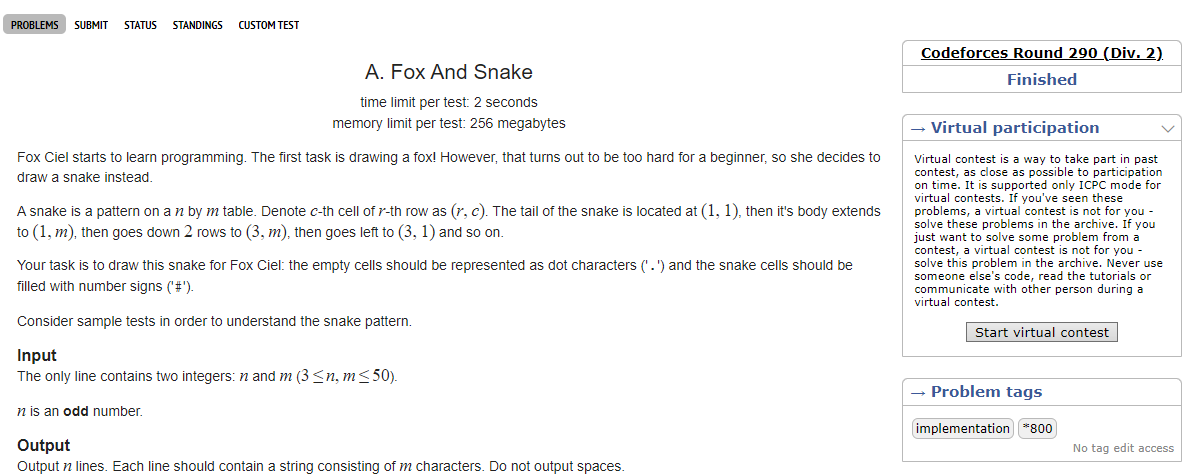 PROBLEMS SUBMIT STATUS STANDINGS CUSTOM TEST
A. Fox And Snake
time limit per test: 2 seconds
memory limit per test: 256 megabytes
Fox Ciel starts to learn programming. The first task is drawing a fox! However, that turns out to be too hard for a beginner, so she decides to
draw a snake instead.
A snake is a pattern on a n by m table. Denote c-th cell of r-th row as (r, c). The tail of the snake is located at (1, 1), then it's body extends
to (1, m), then goes down 2 rows to (3, m), then goes left to (3, 1) and so on.
Your task is to draw this snake for Fox Ciel: the empty cells should be represented as dot characters ('.') and the snake cells should be
filled with number signs ('#').
Consider sample tests in order to understand the snake pattern.
Input
The only line contains two integers: n and m (3 ≤ n, m ≤ 50).
n is an odd number.
Output
Output n lines. Each line should contain a string consisting of m characters. Do not output spaces.
Codeforces Round 290 (Div. 2)
Finished
→ Virtual participation
Virtual contest is a way to take part in past
contest, as close as possible to participation
on time. It is supported only ICPC mode for
virtual contests. If you've seen these
problems, a virtual contest is not for you -
solve these problems in the archive. If you
just want to solve some problem from a
contest, a virtual contest is not for you -
solve this problem in the archive. Never use
someone else's code, read the tutorials or
communicate with other person during a
virtual contest.
Start virtual contest
→ Problem tags
implementation *800
No tag edit access